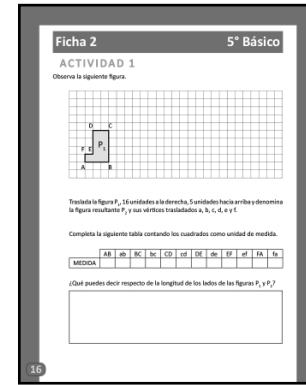 Ficha 2 5° Básico
ACTIVIDAD 1
Observa la siguiente figura.
D C
P₁
F E
A B
Traslada la figura P₁, 16 unidades a la derecha, 5 unidades hacia arriba y denomina
la figura resultante P₂ y sus vértices trasladados a, b, c, d, e y f.
Completa la siguiente tabla contando los cuadrados como unidad de medida.
AB ab BC bc CD cd DE de EF ef FA fa
MEDIDA
¿Qué puedes decir respecto de la longitud de los lados de las figuras P₁ y P₂?
16